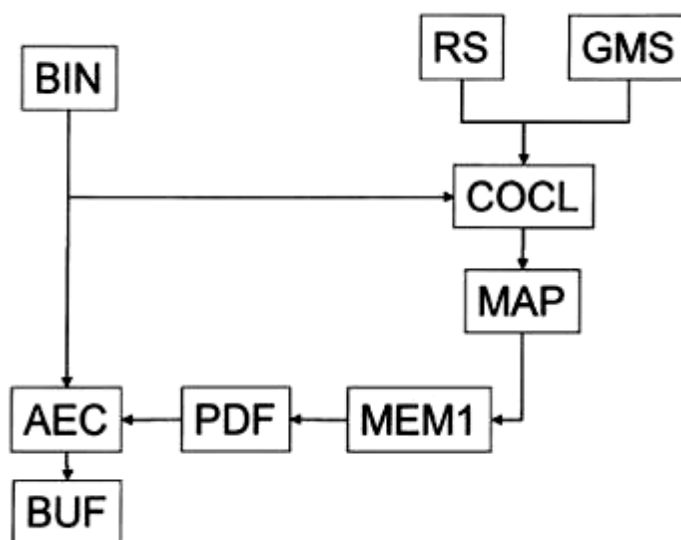 RS
GMS
BIN
COCL
MAP
AEC
PDF
MEM1
BUF